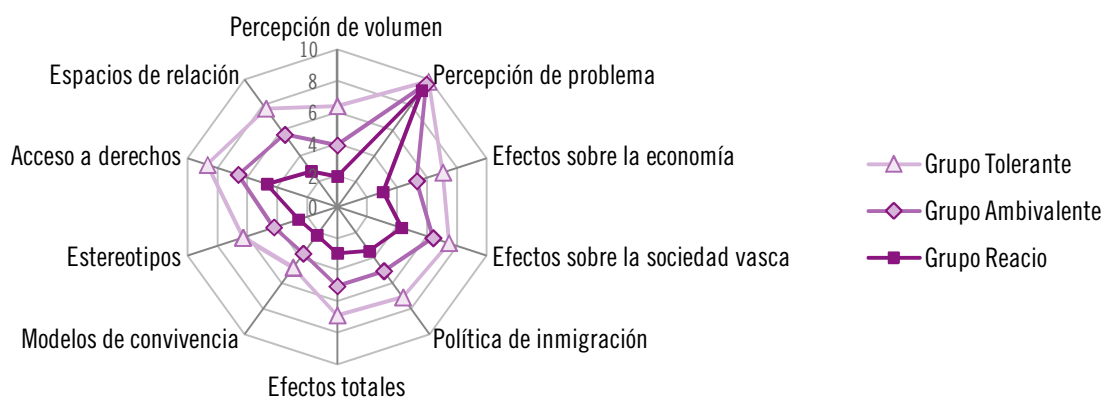 Percepción de volumen
10
Espacios de relación
Percepción de problema
8
6
4
2
0
Acceso a derechos
Efectos sobre la economía
Estereotipos
Efectos sobre la sociedad vasca
Modelos de convivencia
Política de inmigración
Efectos totales
Grupo Tolerante
Grupo Ambivalente
Grupo Reacio